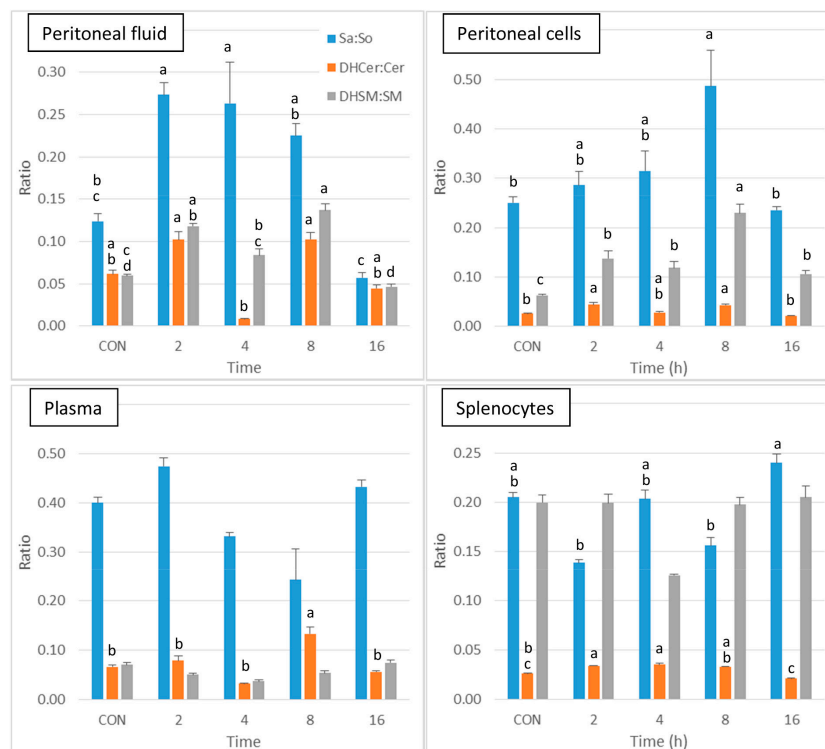 Peritoneal fluid
Sa:So
DHCer:Cer
DHSM:SM
0.30
0.25
0.20
0.15
0.10
0.05
0.00
Ratio
b
c
a
b
c
d
a
a
a
b
a
b
b
c
a
b
a
a
c
a
b
d
CON 2 4 8 16
Time
Peritoneal cells
0.50
0.40
0.30
0.20
0.10
0.00
Ratio
b
b
c
a
b
a
b
a
b
a
b
b
a
a
a
b
b
b
CON 2 4 8 16
Time (h)
Plasma
0.50
0.40
0.30
0.20
0.10
0.00
Ratio
b
b
b
a
b
CON 2 4 8 16
Time
Splenocytes
0.25
0.20
0.15
0.10
0.05
0.00
Ratio
a
b
b
c
b
a
a
b
a
b
a
b
a
c
CON 2 4 8 16
Time (h)